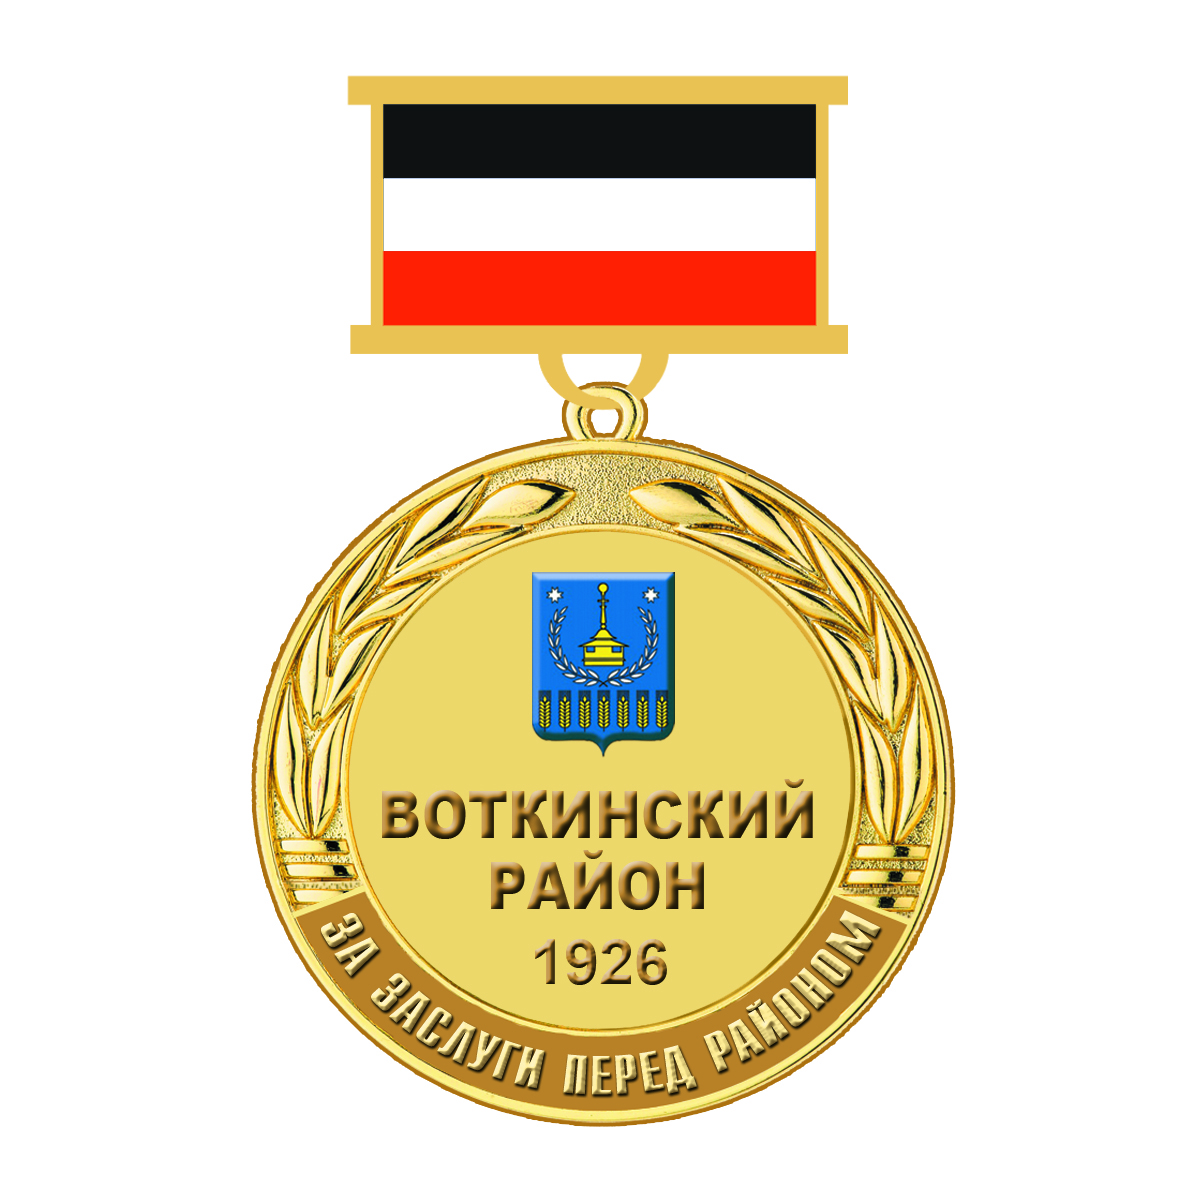 ВОТКИНСКИЙ
РАЙОН
1926
ЗА ЗАСЛУГИ ПЕРЕД РАЙОНОМ